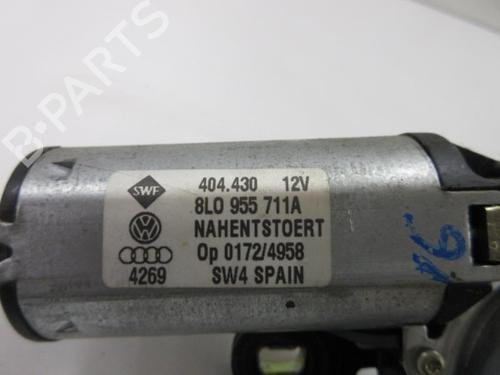 SWF
404.430 12V
8L0 955 711A
NAHENTSTOERT
Op 0172/4958
4269
SW4 SPAIN
B-PARTS